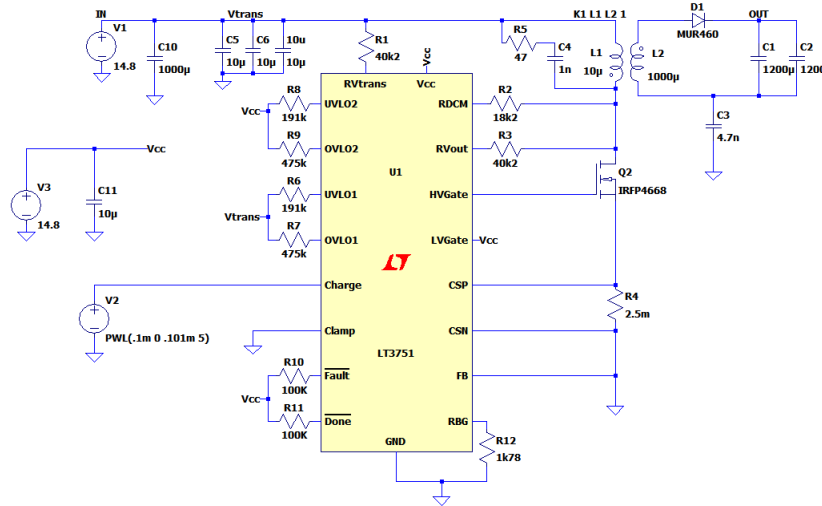 IN
Vtrans
K1 L1 L2 1
D1
MUR460
OUT
V1
14.8
C10
1000µ
C5
10µ
C6
10µ
10u
10µ
R1
40k2
R5
47
C4
1n
L1
10µ
L2
1000µ
C1
1200µ
C2
1200
C3
4.7n
Vcc
RVtrans
Vcc
R8
191k
UVLO2
RDCM
R2
18k2
Vcc
R9
475k
OVLO2
RVout
R3
40k2
Vcc
V3
14.8
C11
10µ
U1
Q2
IRFP4668
R6
191k
UVLO1
HVGate
Vtrans
R7
475k
OVLO1
LVGate
Vcc
Charge
CSP
V2
PWL(.1m 0 .101m 5)
R4
2.5m
Clamp
CSN
LT3751
R10
100K
Fault
FB
Vcc
R11
100K
Done
RBG
GND
R12
1k78